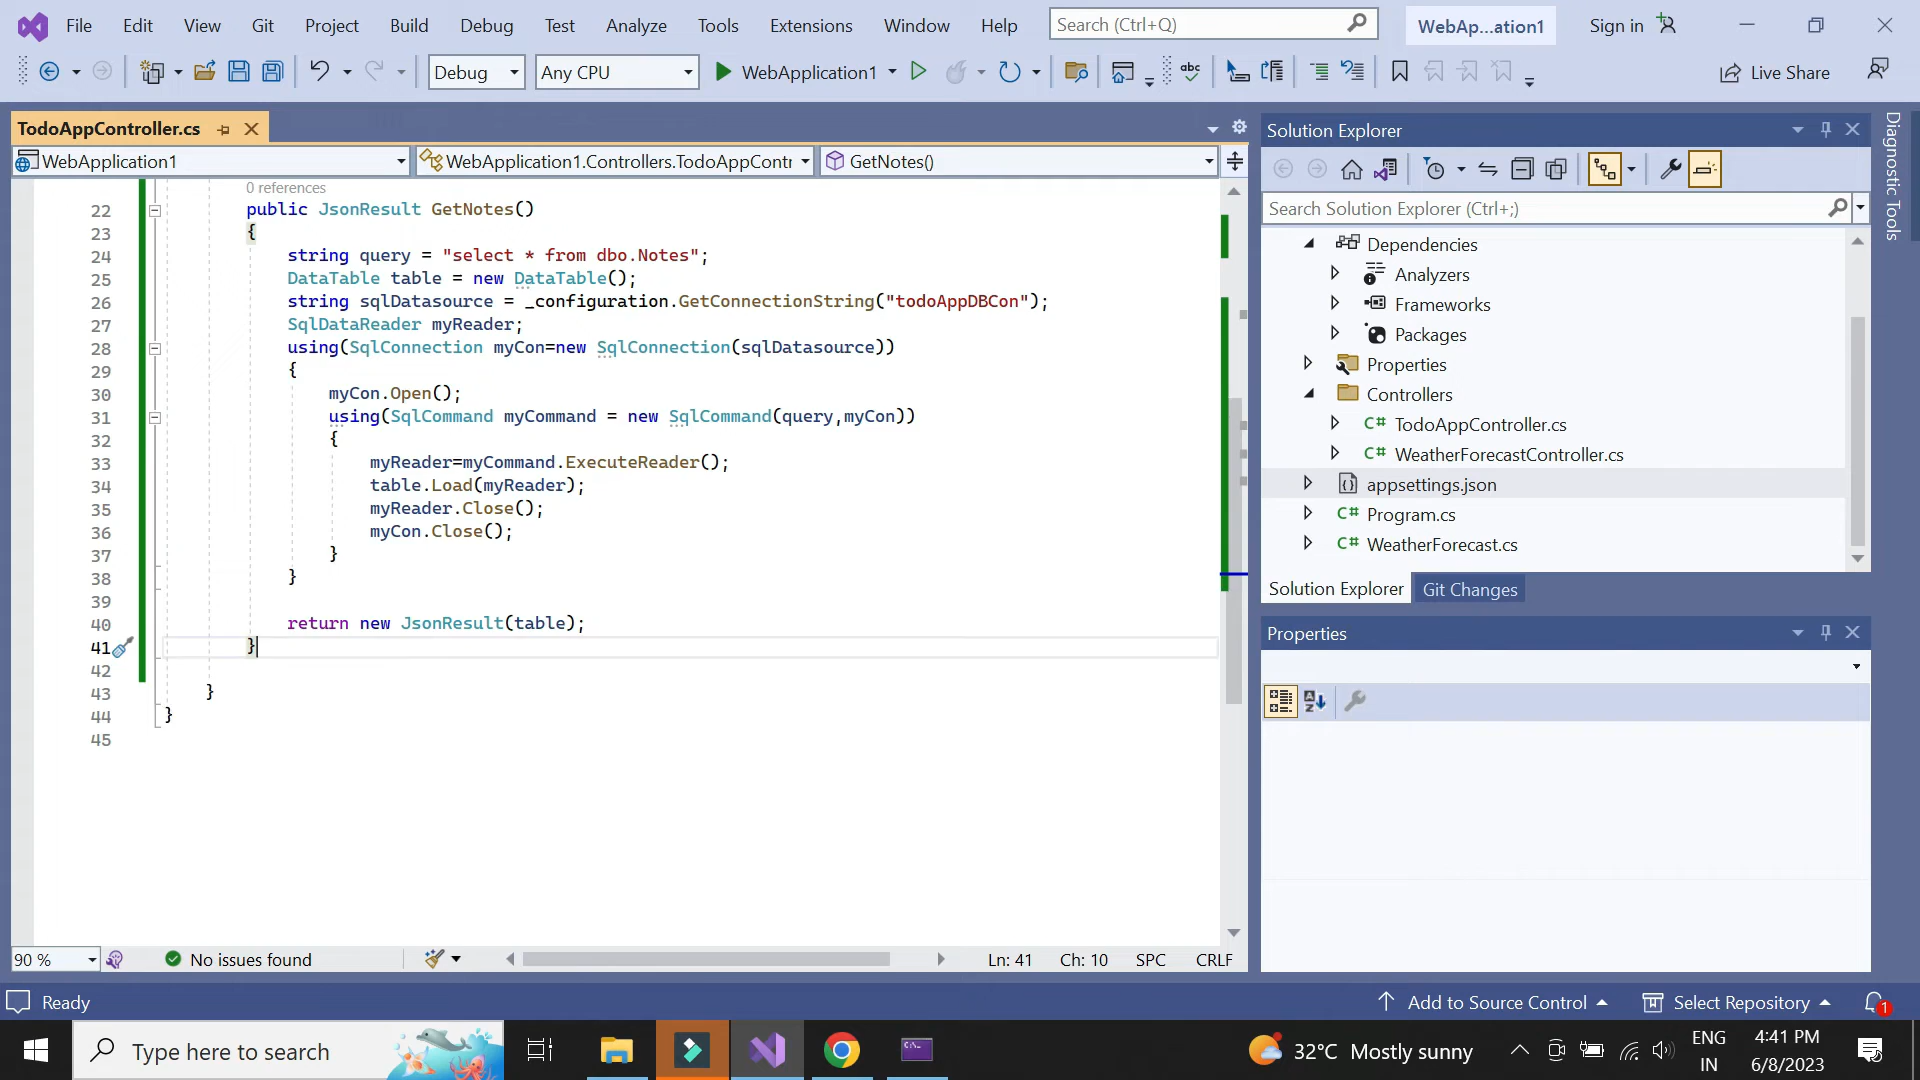 File Edit View Git Project Build Debug Test Analyze Tools Extensions Window Help Search (Ctrl+Q) WebAp...ation1 Sign in
Debug Any CPU WebApplication1 abc Live Share
TodoAppController.cs
WebApplication1 WebApplication1.Controllers.TodoAppContr GetNotes()
0 references
22 public JsonResult GetNotes()
23 {
24 string query = "select * from dbo.Notes";
25 DataTable table = new DataTable();
26 string sqlDatasource = _configuration.GetConnectionString("todoAppDBCon");
27 SqlDataReader myReader;
28 using(SqlConnection myCon=new SqlConnection(sqlDatasource))
29 {
30 myCon.Open();
31 using(SqlCommand myCommand = new SqlCommand(query,myCon))
32 {
33 myReader=myCommand.ExecuteReader();
34 table.Load(myReader);
35 myReader.Close();
36 myCon.Close();
37 }
38 }
39
40 return new JsonResult(table);
41 }
42
43 }
44 }
45
90 % No issues found Ln: 41 Ch: 10 SPC CRLF
Solution Explorer
Search Solution Explorer (Ctrl+;)
Dependencies
Analyzers
Frameworks
Packages
Properties
Controllers
C# TodoAppController.cs
C# WeatherForecastController.cs
appsettings.json
C# Program.cs
C# WeatherForecast.cs
Solution Explorer Git Changes
Properties
Diagnostic Tools
Ready Add to Source Control Select Repository 1
Type here to search 32°C Mostly sunny ENG 4:41 PM
IN 6/8/2023